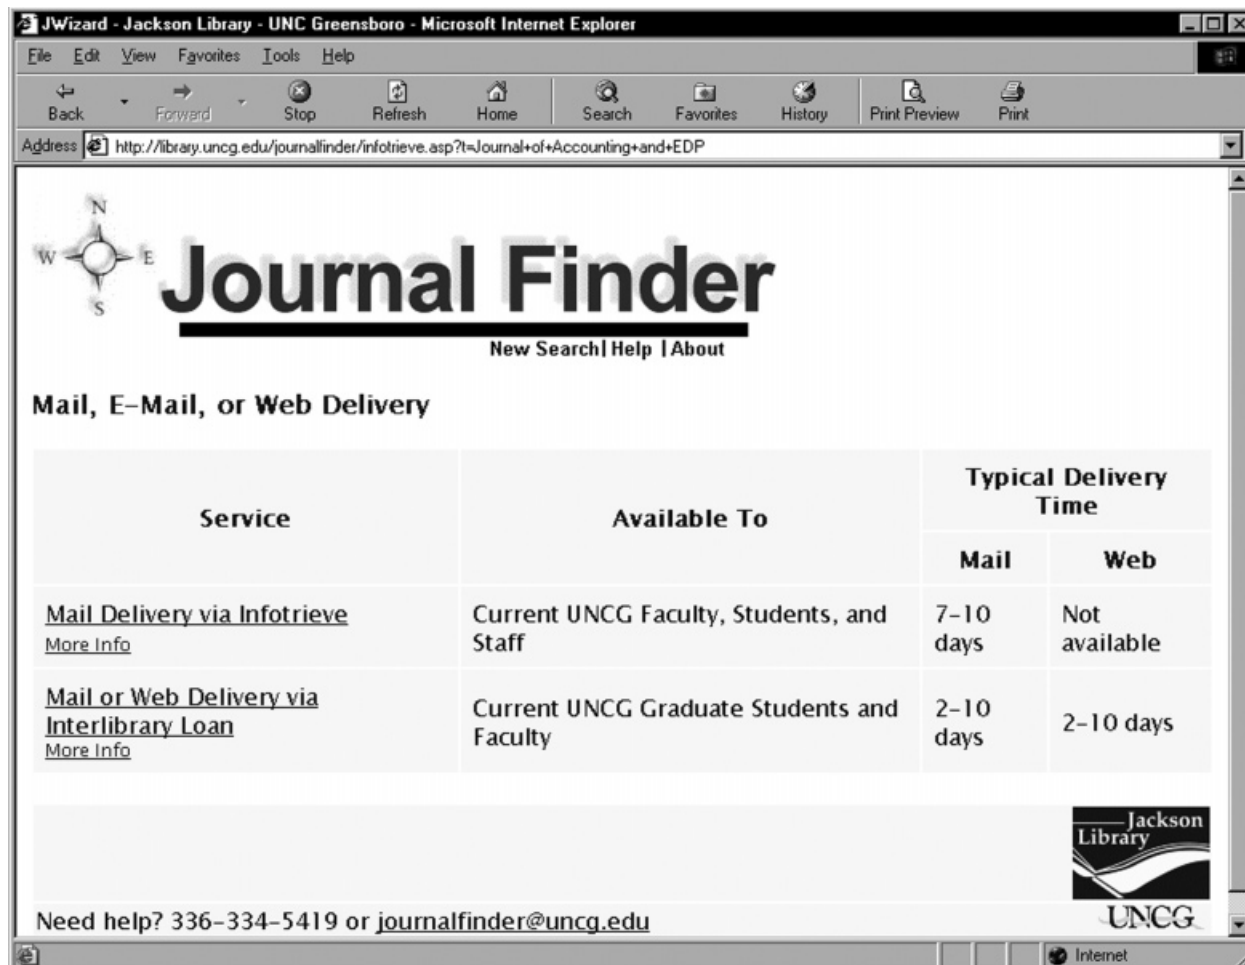 JWizard - Jackson Library - UNC Greensboro - Microsoft Internet Explorer
File Edit View Favorites Tools Help
Back Forward Stop Refresh Home Search Favorites History Print Preview Print
Address http://library.uncg.edu/journalfinder/infotrieve.asp?t=Journal+of+Accounting+and+EDP
N
W E
S
Journal Finder
New Search| Help | About
Mail, E-Mail, or Web Delivery
Service Available To Typical Delivery
Time
Mail Web
Mail Delivery via Infotrieve
More Info
Current UNCG Faculty, Students, and
Staff
7-10
days
Not
available
Mail or Web Delivery via
Interlibrary Loan
More Info
Current UNCG Graduate Students and
Faculty
2-10
days
2-10 days
Jackson
Library
UNCG
Need help? 336-334-5419 or journalfinder@uncg.edu
Internet